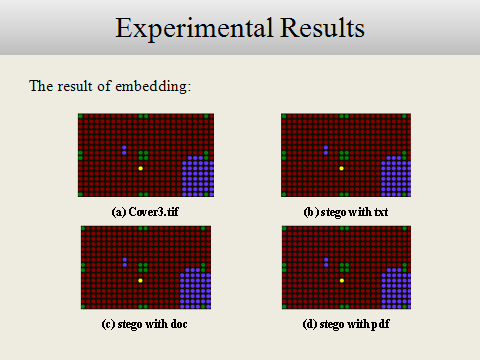 Experimental Results
The result of embedding:
(a) Cover3.tif
(b) stego with txt
(c) stego with doc
(d) stego with pdf